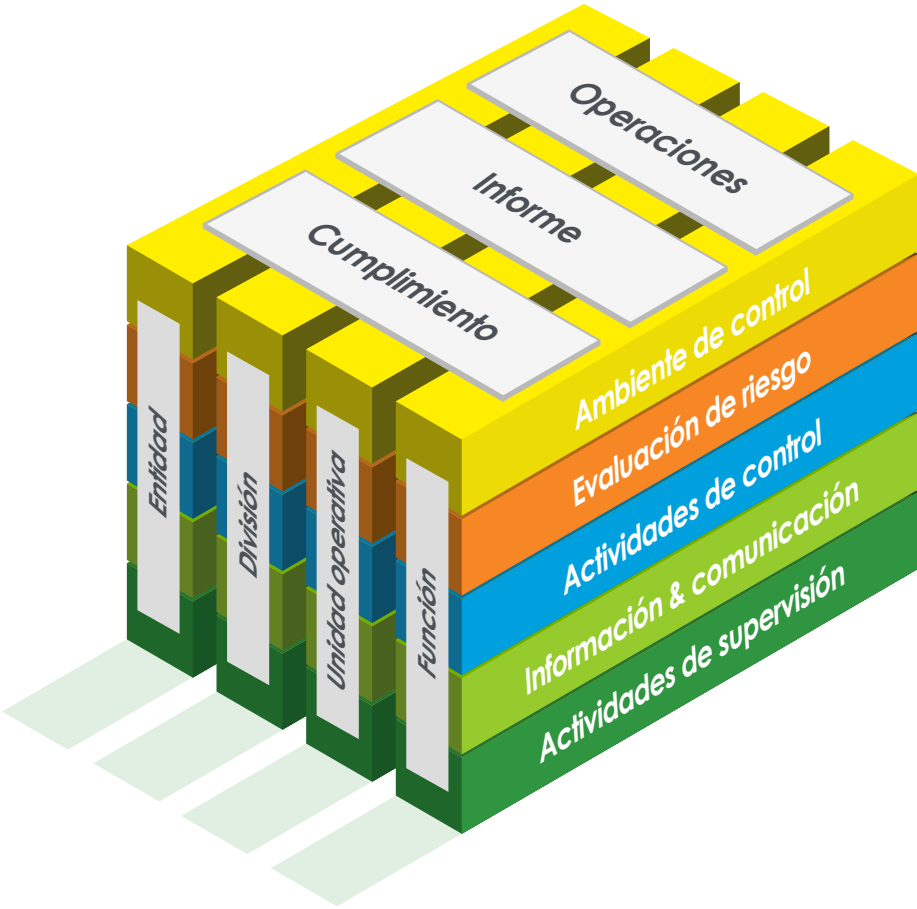 Operaciones
Informe
Cumplimiento
Ambiente de control
Evaluación de riesgo
Actividades de control
Información & comunicación
Actividades de supervisión
Entidad
División
Unidad operativa
Función